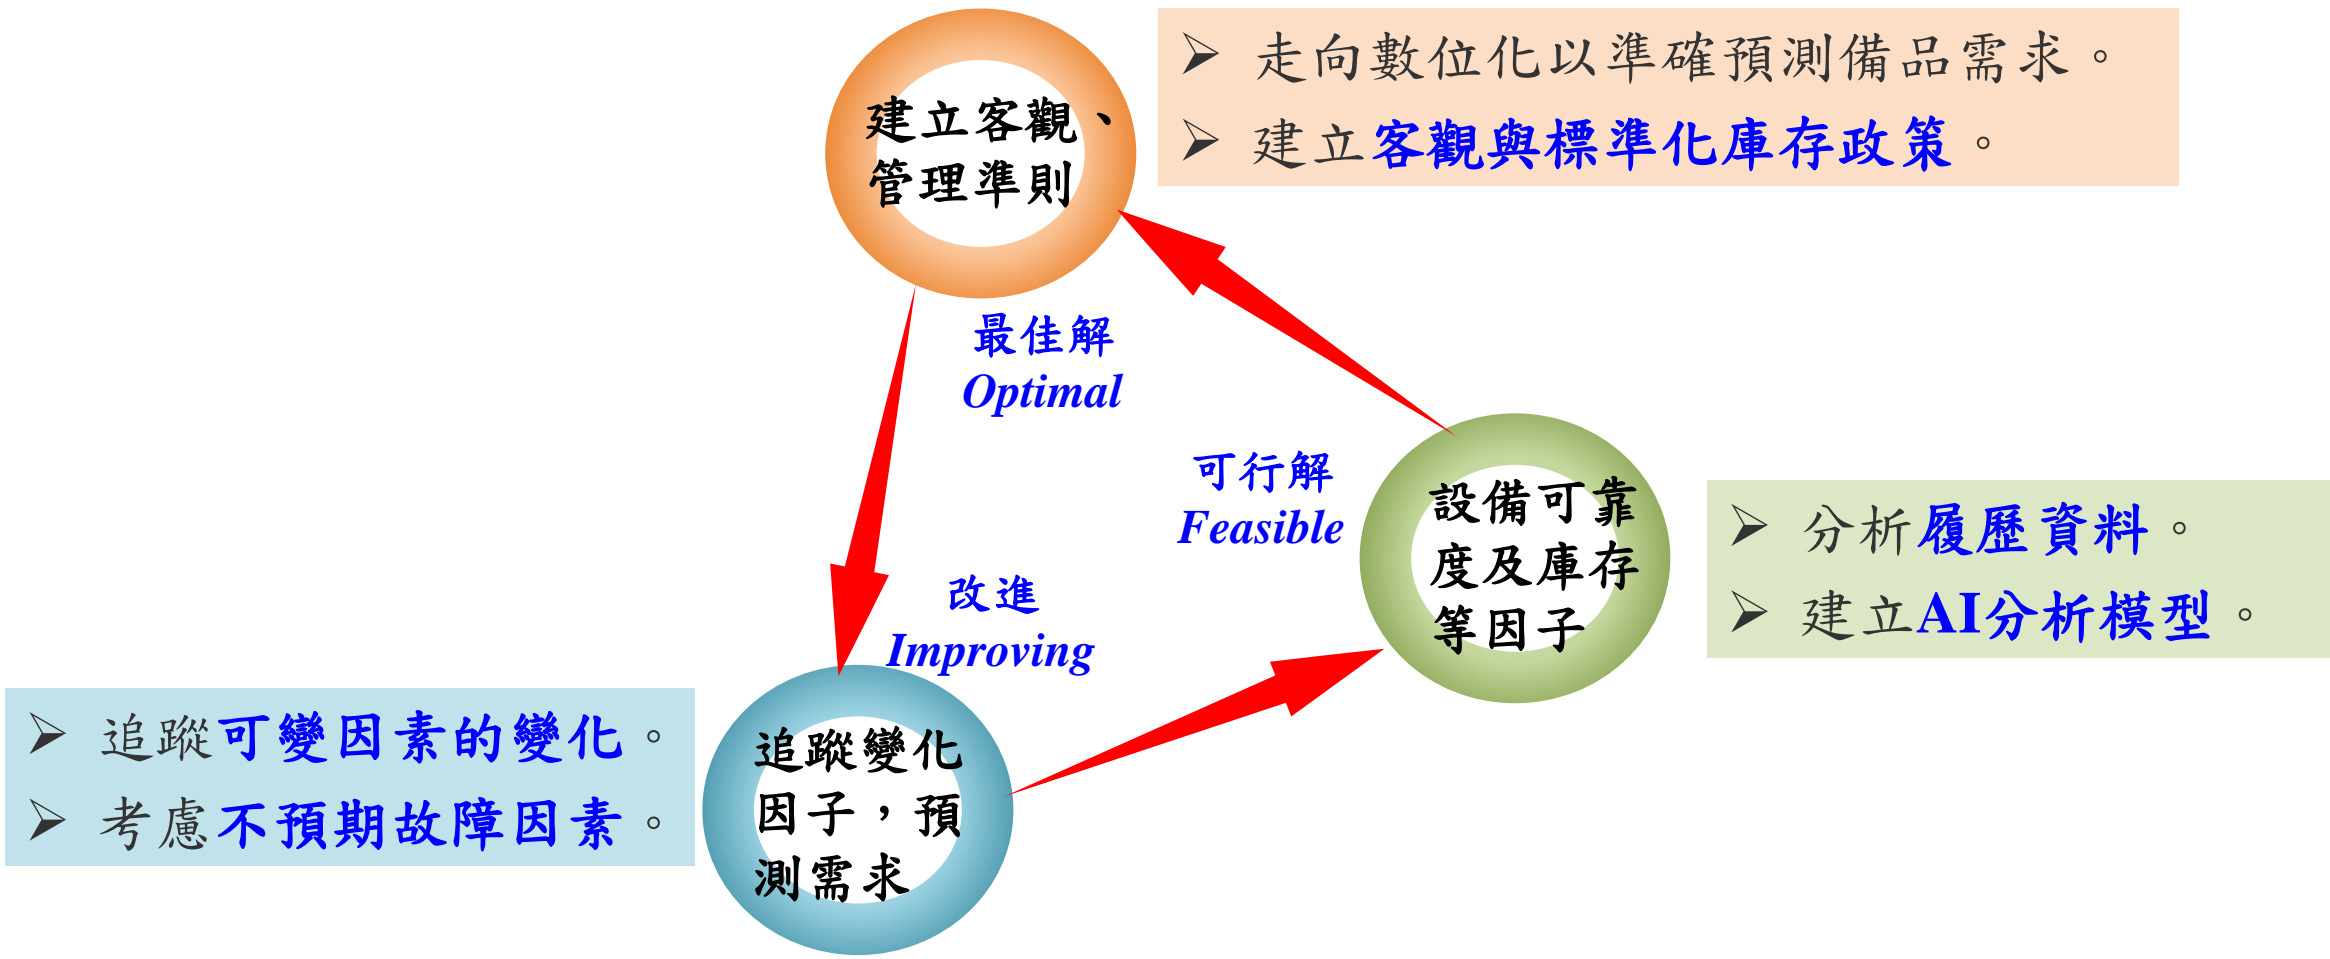 建立客觀、
管理準則
➢ 走向數位化以準確預測備品需求。
➢ 建立客觀與標準化庫存政策。
最佳解
Optimal
可行解
Feasible
設備可靠
度及庫存
等因子
➢ 分析履歷資料。
➢ 建立AI分析模型。
改進
Improving
➢ 追蹤可變因素的變化。
➢ 考慮不預期故障因素。
追蹤變化
因子，預
測需求